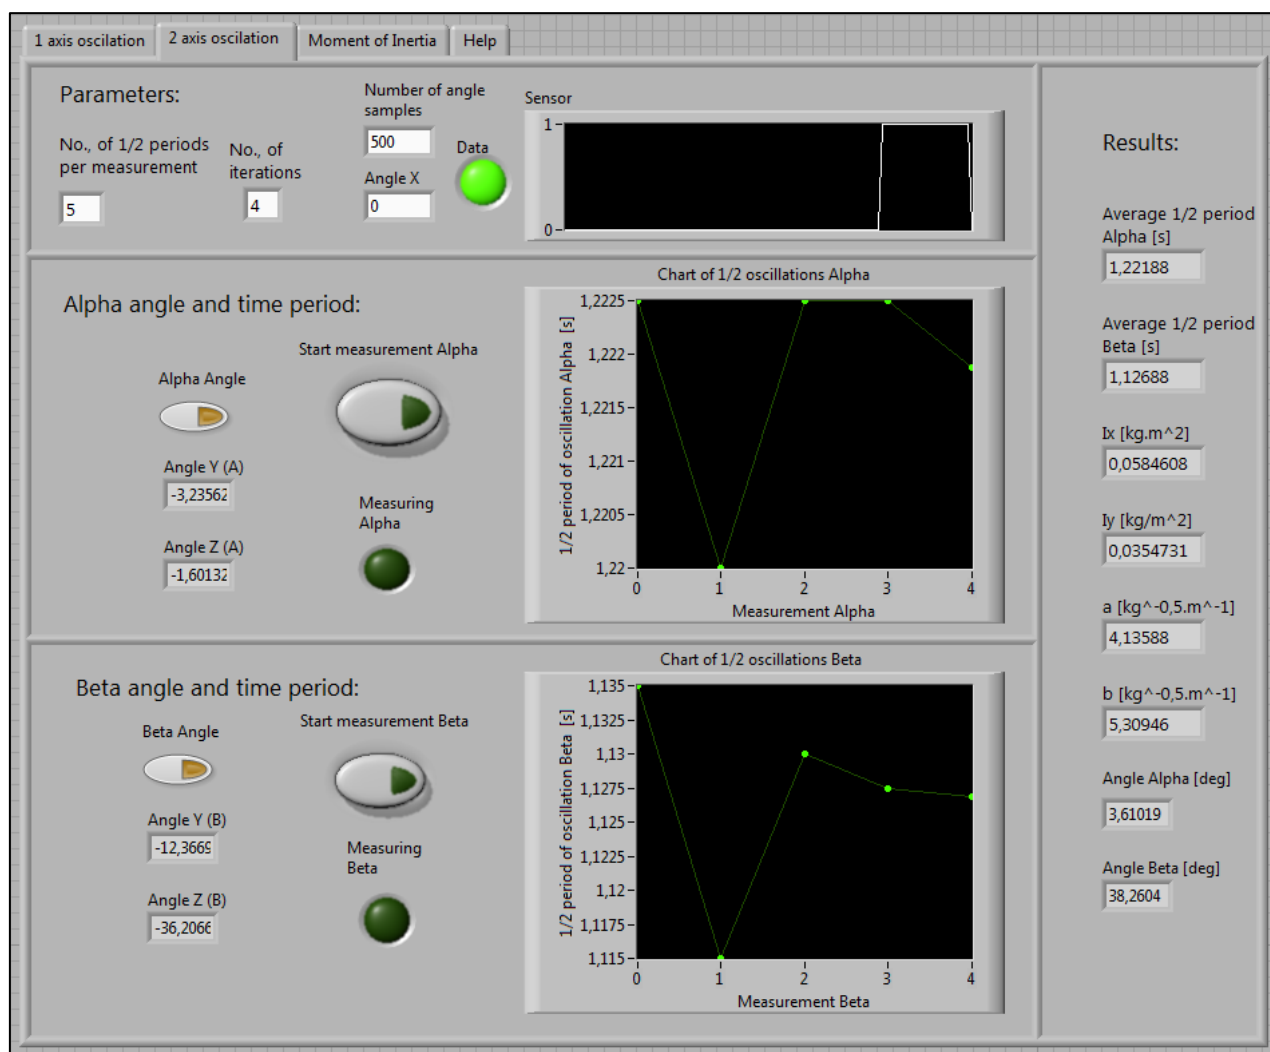 1 axis oscilation
2 axis oscilation
Moment of Inertia
Help
Parameters:
No., of 1/2 periods
per measurement
5
No., of
iterations
4
Number of angle
samples
500
Angle X
0
Data
Sensor
1
0
Alpha angle and time period:
Alpha Angle
Angle Y (A)
-3,23562
Angle Z (A)
-1,60132
Start measurement Alpha
Measuring
Alpha
Chart of 1/2 oscillations Alpha
1/2 period of oscillation Alpha [s]
1,2225
1,222
1,2215
1,221
1,2205
1,22
0 1 2 3 4
Measurement Alpha
Beta angle and time period:
Beta Angle
Angle Y (B)
-12,3669
Angle Z (B)
-36,2066
Start measurement Beta
Measuring
Beta
Chart of 1/2 oscillations Beta
1/2 period of oscillation Beta [s]
1,135
1,1325
1,13
1,1275
1,125
1,1225
1,12
1,1175
1,115
0 1 2 3 4
Measurement Beta
Results:
Average 1/2 period
Alpha [s]
1,22188
Average 1/2 period
Beta [s]
1,12688
Ix [kg.m^2]
0,0584608
Iy [kg/m^2]
0,0354731
a [kg^-0,5.m^-1]
4,13588
b [kg^-0,5.m^-1]
5,30946
Angle Alpha [deg]
3,61019
Angle Beta [deg]
38,2604